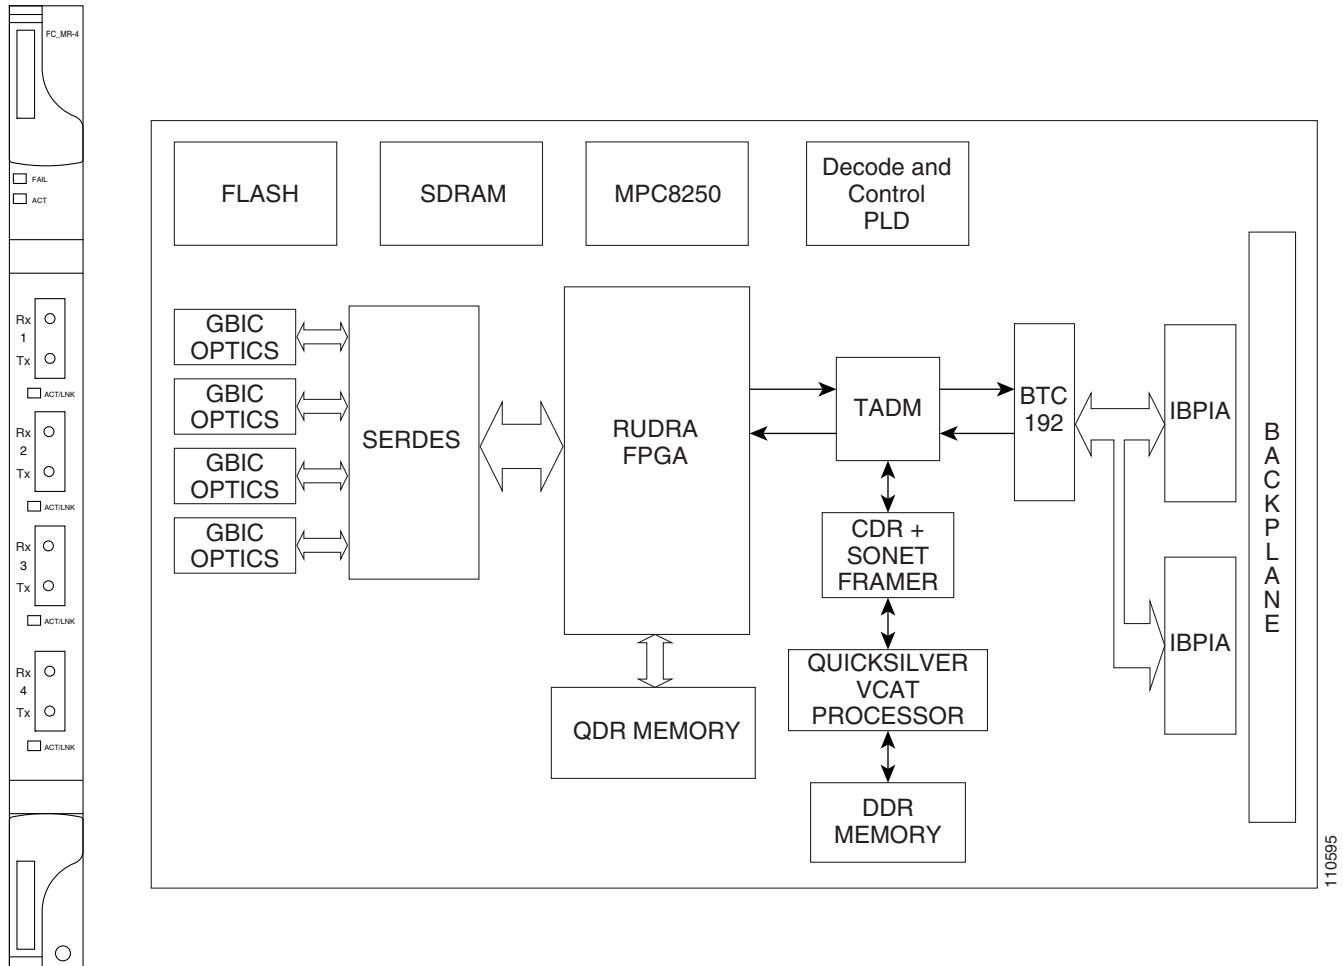 FC_MR-4
FAIL
ACT
Rx
1
Tx
ACT/LNK
Rx
2
Tx
ACT/LNK
Rx
3
Tx
ACT/LNK
Rx
4
Tx
ACT/LNK
FLASH
SDRAM
MPC8250
Decode and
Control
PLD
GBIC
OPTICS
GBIC
OPTICS
GBIC
OPTICS
GBIC
OPTICS
SERDES
RUDRA
FPGA
QDR MEMORY
TADM
CDR +
SONET
FRAMER
QUICKSILVER
VCAT
PROCESSOR
DDR
MEMORY
BTC
192
IBPIA
IBPIA
BACKPLANE
110595